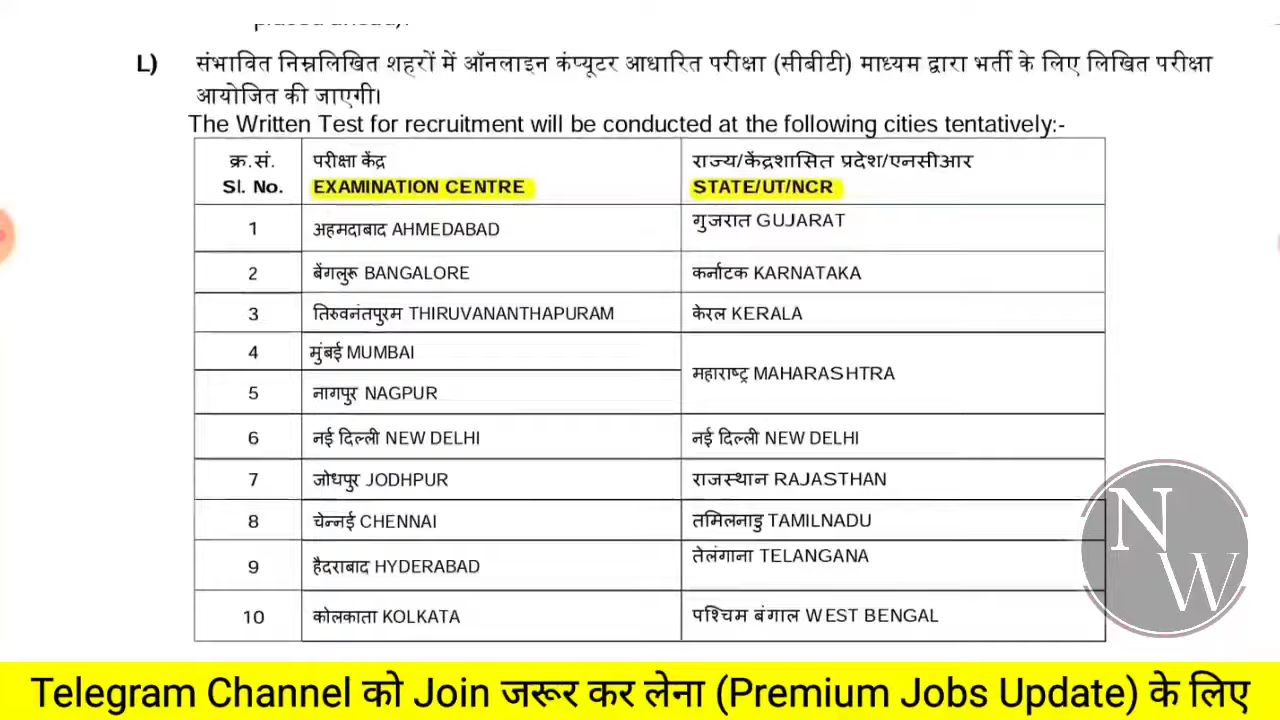 L) संभावित निम्नलिखित शहरों में ऑनलाइन कंप्यूटर आधारित परीक्षा (सीबीटी) माध्यम द्वारा भर्ती के लिए लिखित परीक्षा
आयोजित की जाएगी।
The Written Test for recruitment will be conducted at the following cities tentatively:-
क्र.सं. परीक्षा केंद्र राज्य/केंद्रशासित प्रदेश/एनसीआर
Sl. No. EXAMINATION CENTRE STATE/UT/NCR
1 अहमदाबाद AHMEDABAD गुजरात GUJARAT
2 बेंगलुरू BANGALORE कर्नाटक KARNATAKA
3 तिरुवनंतपुरम THIRUVANANTHAPURAM केरल KERALA
4 मुंबई MUMBAI
महाराष्ट्र MAHARASHTRA
5 नागपुर NAGPUR
6 नई दिल्ली NEW DELHI नई दिल्ली NEW DELHI
7 जोधपुर JODHPUR राजस्थान RAJASTHAN
8 चेन्नई CHENNAI तमिलनाडु TAMILNADU
9 हैदराबाद HYDERABAD तेलंगाना TELANGANA
10 कोलकाता KOLKATA पश्चिम बंगाल WEST BENGAL
N W
Telegram Channel को Join जरूर कर लेना (Premium Jobs Update) के लिए